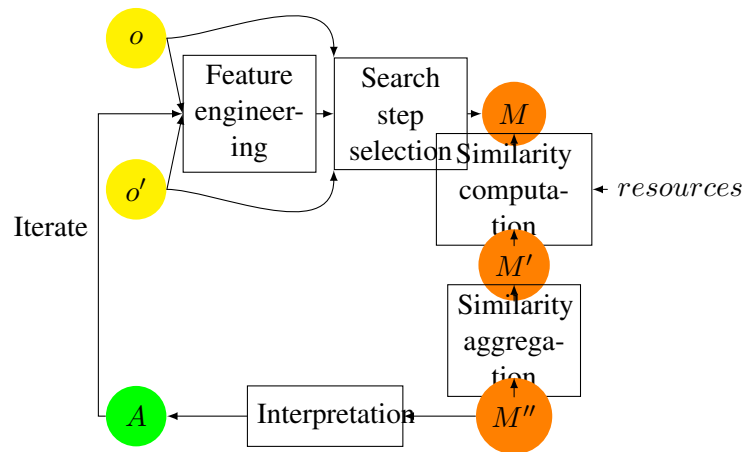 o
Feature
engineer-
ing
Search
step
selection
M
Similarity
computa-
tion
resources
o'
Iterate
M'
Similarity
aggrega-
tion
A
Interpretation
M''